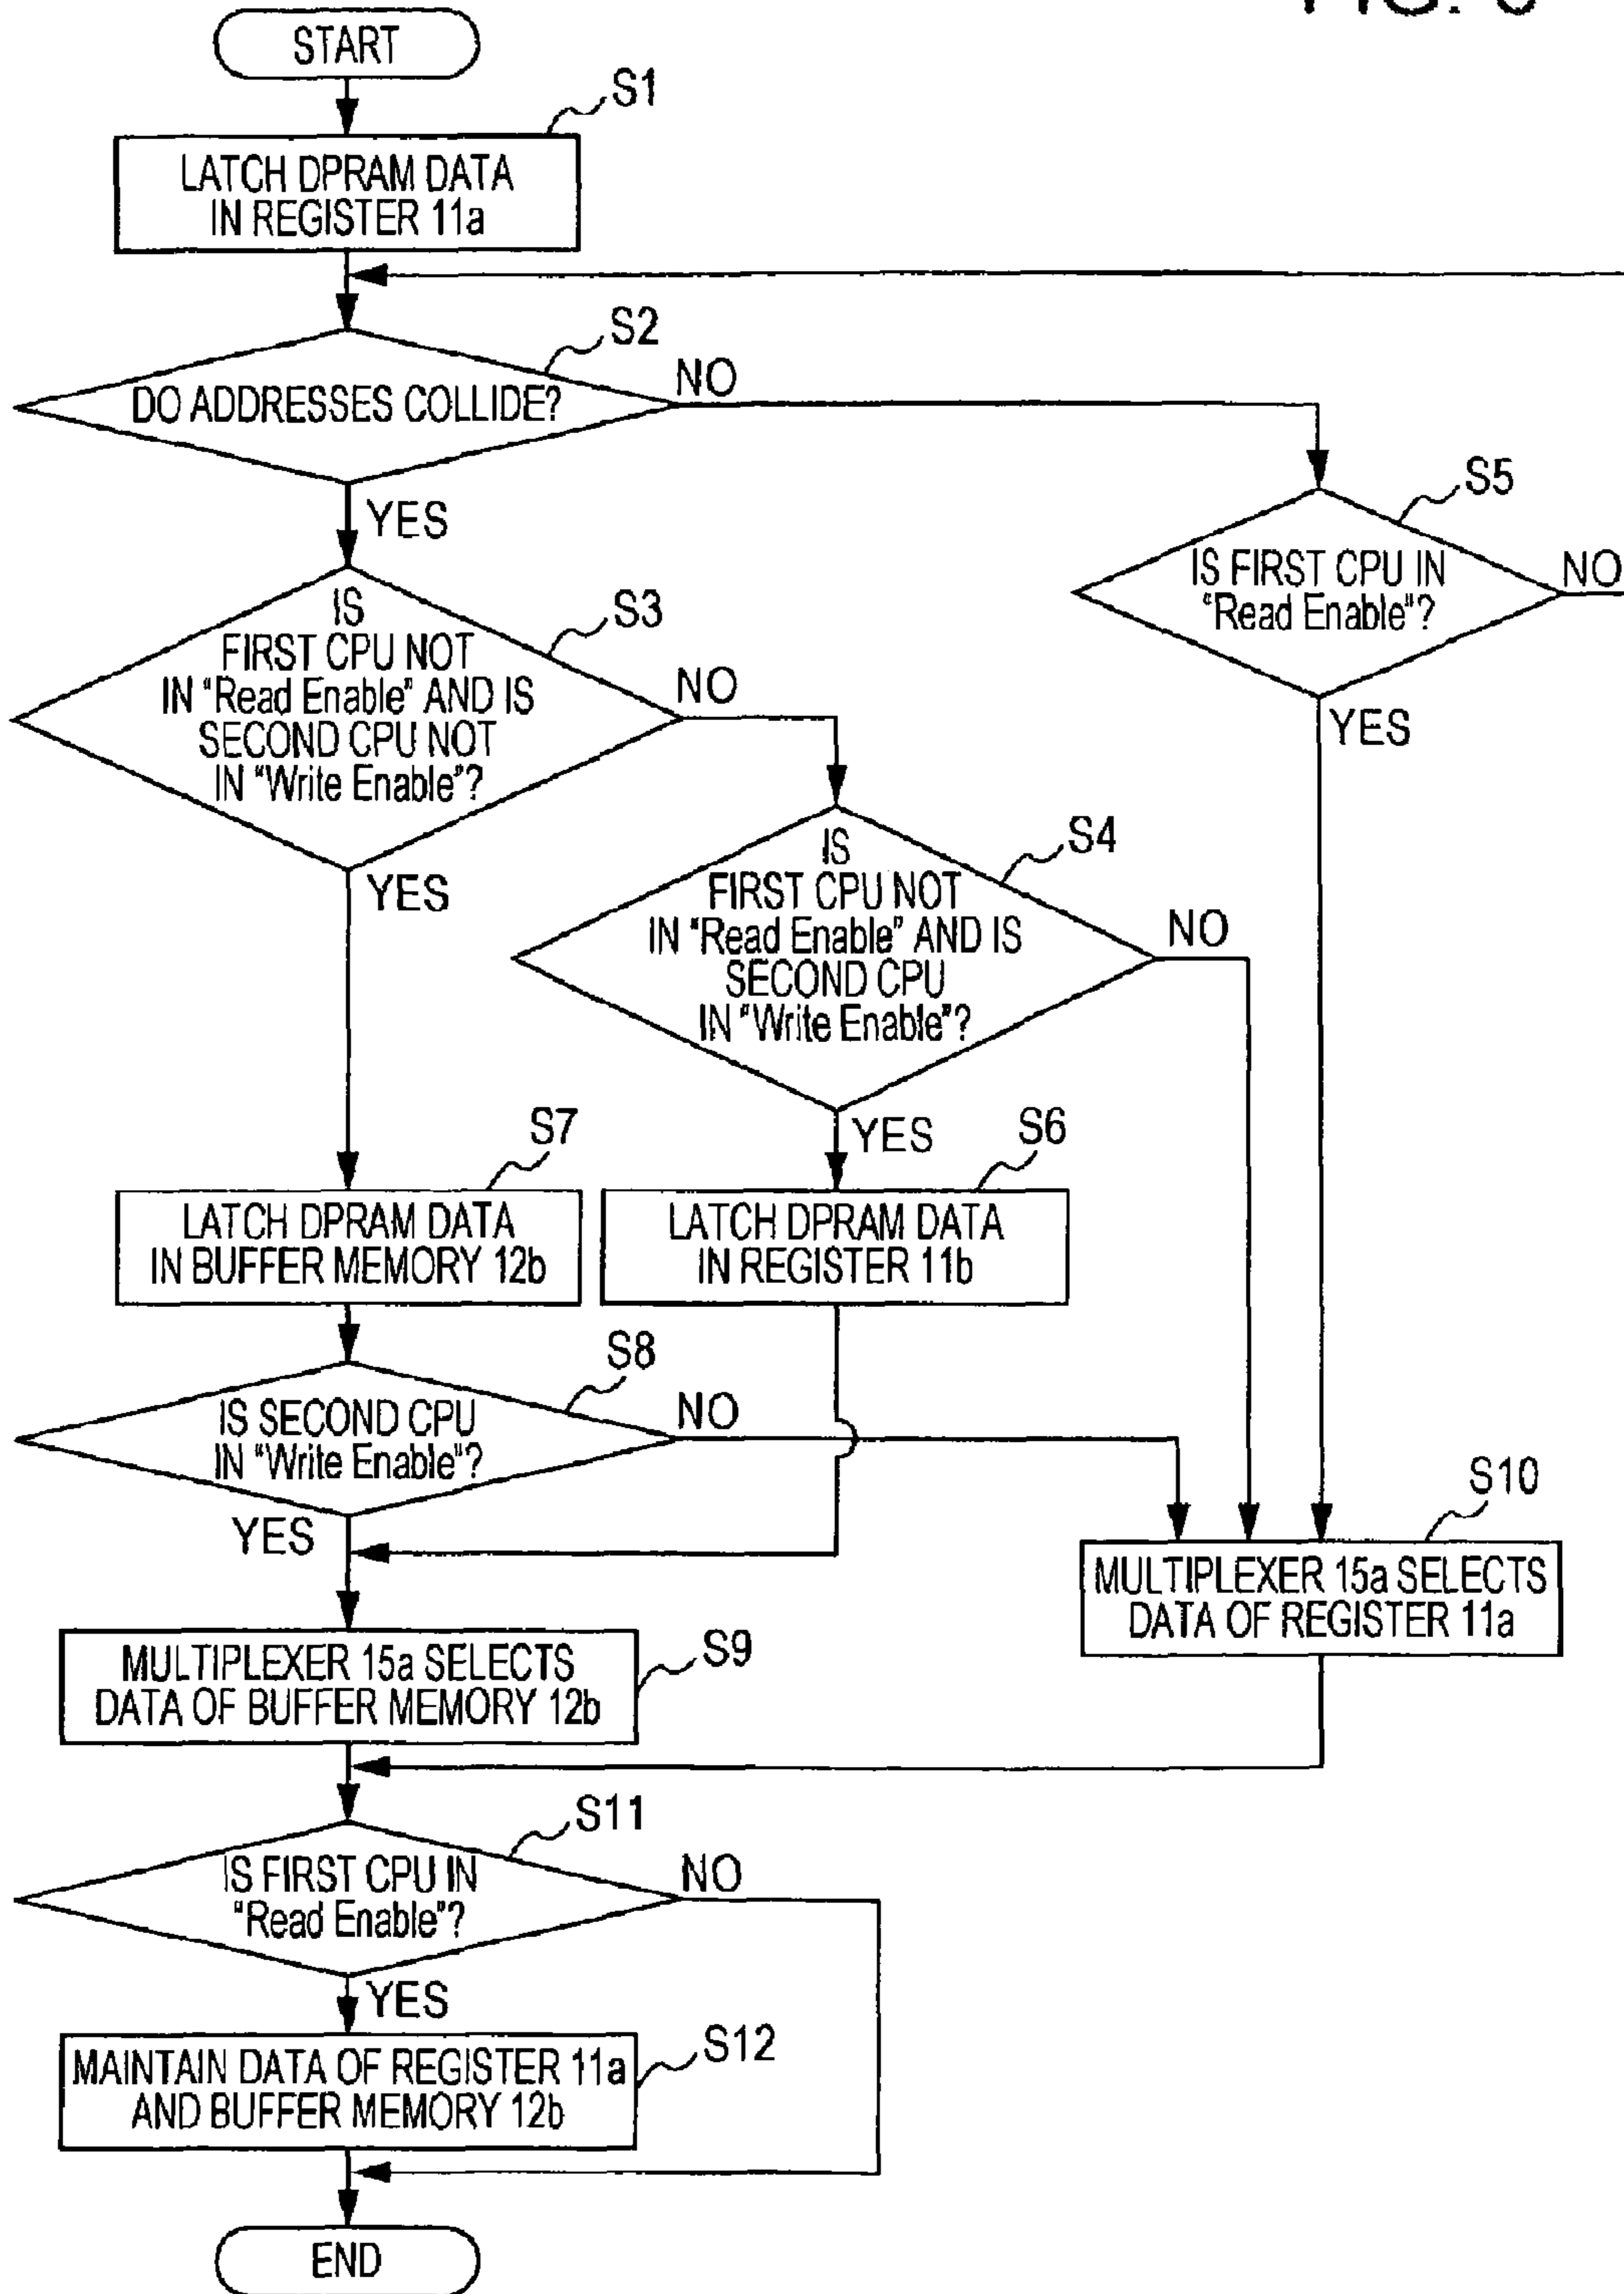 START
S1
LATCH DPRAM DATA
IN REGISTER 11a
S2
DO ADDRESSES COLLIDE?
NO
YES
S5
IS FIRST CPU IN
"Read Enable"?
NO
YES
S3
IS
FIRST CPU NOT
IN "Read Enable" AND IS
SECOND CPU NOT
IN "Write Enable"?
NO
YES
S4
IS
FIRST CPU NOT
IN "Read Enable" AND IS
SECOND CPU
IN "Write Enable"?
NO
YES
S7
LATCH DPRAM DATA
IN BUFFER MEMORY 12b
S6
LATCH DPRAM DATA
IN REGISTER 11b
S8
IS SECOND CPU
IN "Write Enable"?
NO
YES
S10
MULTIPLEXER 15a SELECTS
DATA OF REGISTER 11a
S9
MULTIPLEXER 15a SELECTS
DATA OF BUFFER MEMORY 12b
S11
IS FIRST CPU IN
"Read Enable"?
NO
YES
S12
MAINTAIN DATA OF REGISTER 11a
AND BUFFER MEMORY 12b
END